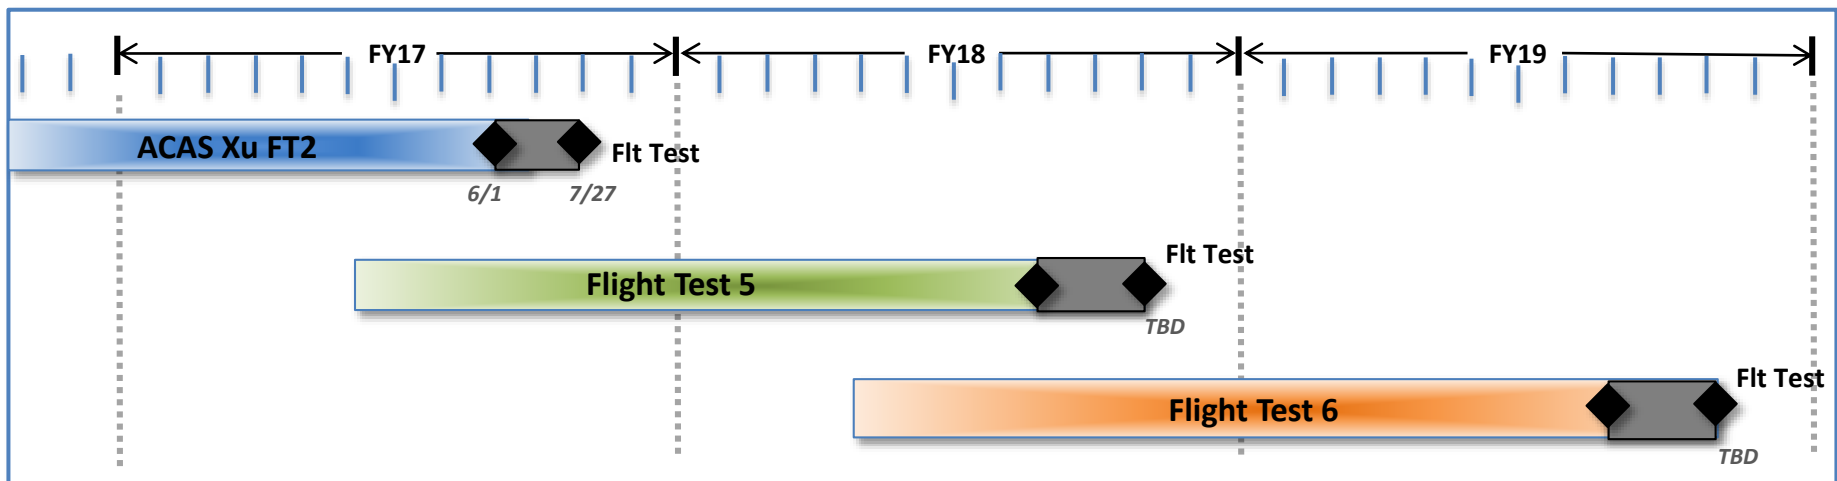 FY17
FY18
FY19
ACAS Xu FT2
Flt Test
6/1
7/27
Flight Test 5
Flt Test
TBD
Flight Test 6
Flt Test
TBD